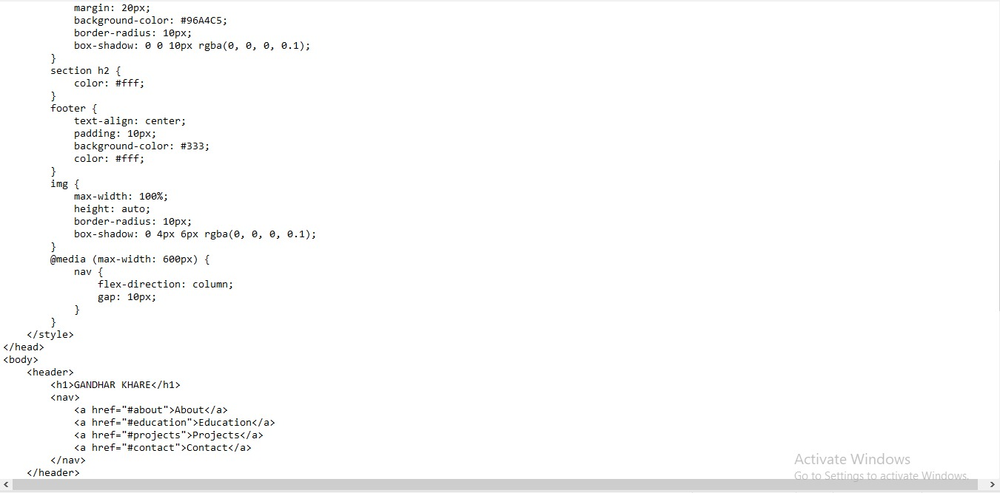 margin: 20px;
            background-color: #96A4C5;
            border-radius: 10px;
            box-shadow: 0 0 10px rgba(0, 0, 0, 0.1);
        }
        section h2 {
            color: #fff;
        }
        footer {
            text-align: center;
            padding: 10px;
            background-color: #333;
            color: #fff;
        }
        img {
            max-width: 100%;
            height: auto;
            border-radius: 10px;
            box-shadow: 0 4px 6px rgba(0, 0, 0, 0.1);
        }
        @media (max-width: 600px) {
            nav {
                flex-direction: column;
                gap: 10px;
            }
        }
    </style>
</head>
<body>
    <header>
        <h1>GANDHAR KHARE</h1>
        <nav>
            <a href="#about">About</a>
            <a href="#education">Education</a>
            <a href="#projects">Projects</a>
            <a href="#contact">Contact</a>
        </nav>
    </header>
Activate Windows
Go to Settings to activate Windows.